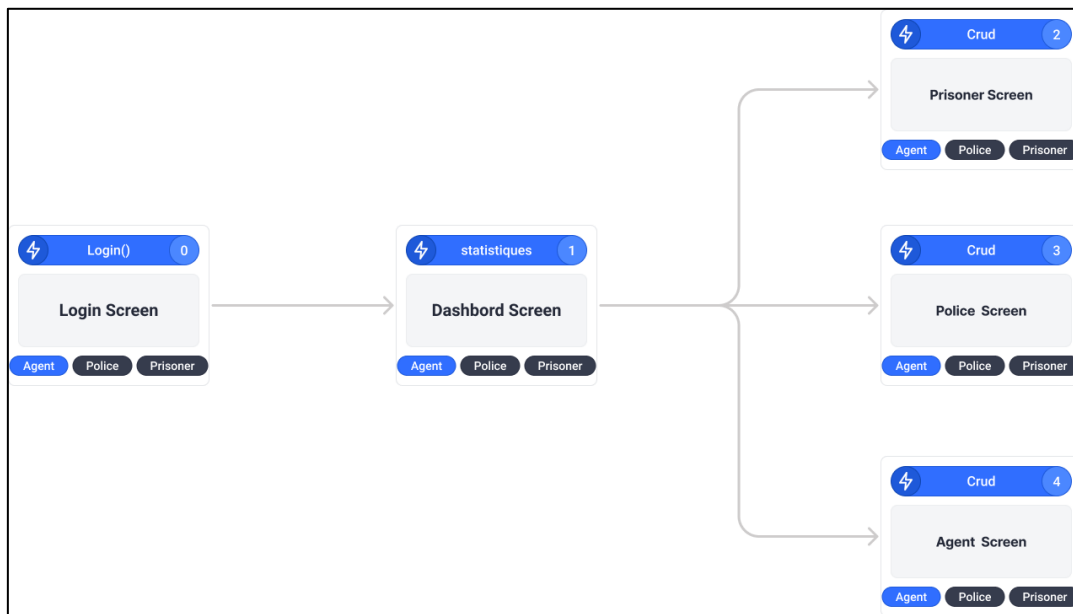 Crud 2
Prisoner Screen
Agent Police Prisoner
Login() 0
Login Screen
Agent Police Prisoner
statistiques 1
Dashbord Screen
Agent Police Prisoner
Crud 3
Police Screen
Agent Police Prisoner
Crud 4
Agent Screen
Agent Police Prisoner